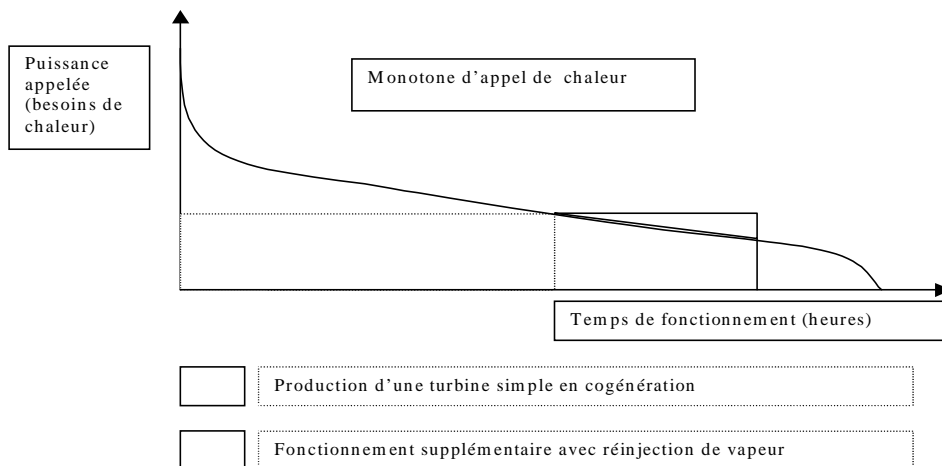 Puissance
appelée
(besoins de
chaleur)
Monotone d'appel de chaleur
Temps de fonctionnement (heures)
Production d'une turbine simple en cogénération
Fonctionnement supplémentaire avec réinjection de vapeur